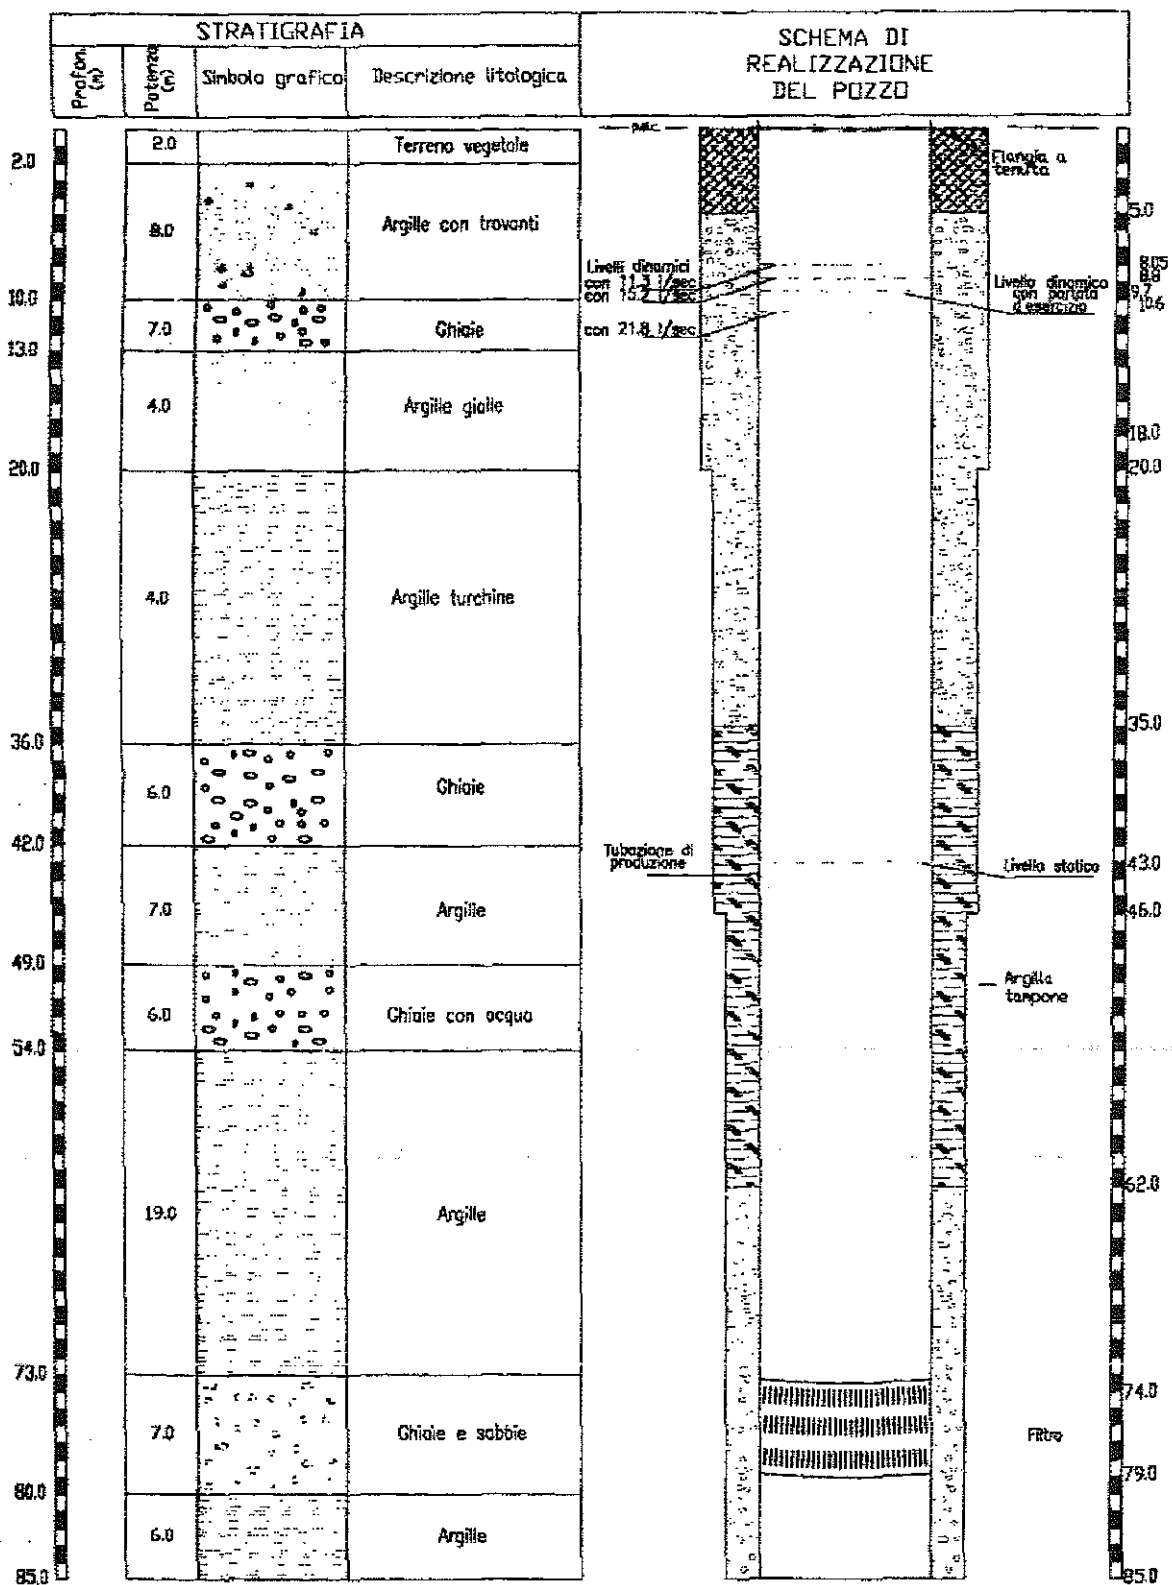 STRATIGRAFIA
Profon. (m)
Potenza (m)
Simbolo grafico
Descrizione litologica
SCHEMA DI
REALIZZAZIONE
DEL POZZO
2.0
Terreno vegetale
2.0
8.0
Argille con trovanti
10.0
7.0
Ghiaie
13.0
4.0
Argille gialle
20.0
4.0
Argille turchine
36.0
6.0
Ghiaie
42.0
7.0
Argille
49.0
6.0
Ghiaie con acqua
54.0
19.0
Argille
73.0
7.0
Ghiaie e sabbie
80.0
6.0
Argille
85.0
p.d.c.
Flangia a
tenuta
5.0
Livelli dinamici
con 11.3 l/sec
con 15.2 l/sec
con 21.8 l/sec
Livello dinamico
con portata
d'esercizio
8.05
8.8
9.7
10.6
18.0
20.0
35.0
Tubazione di
produzione
Livello statico
43.0
46.0
Argilla
tampone
62.0
74.0
Filtro
79.0
85.0